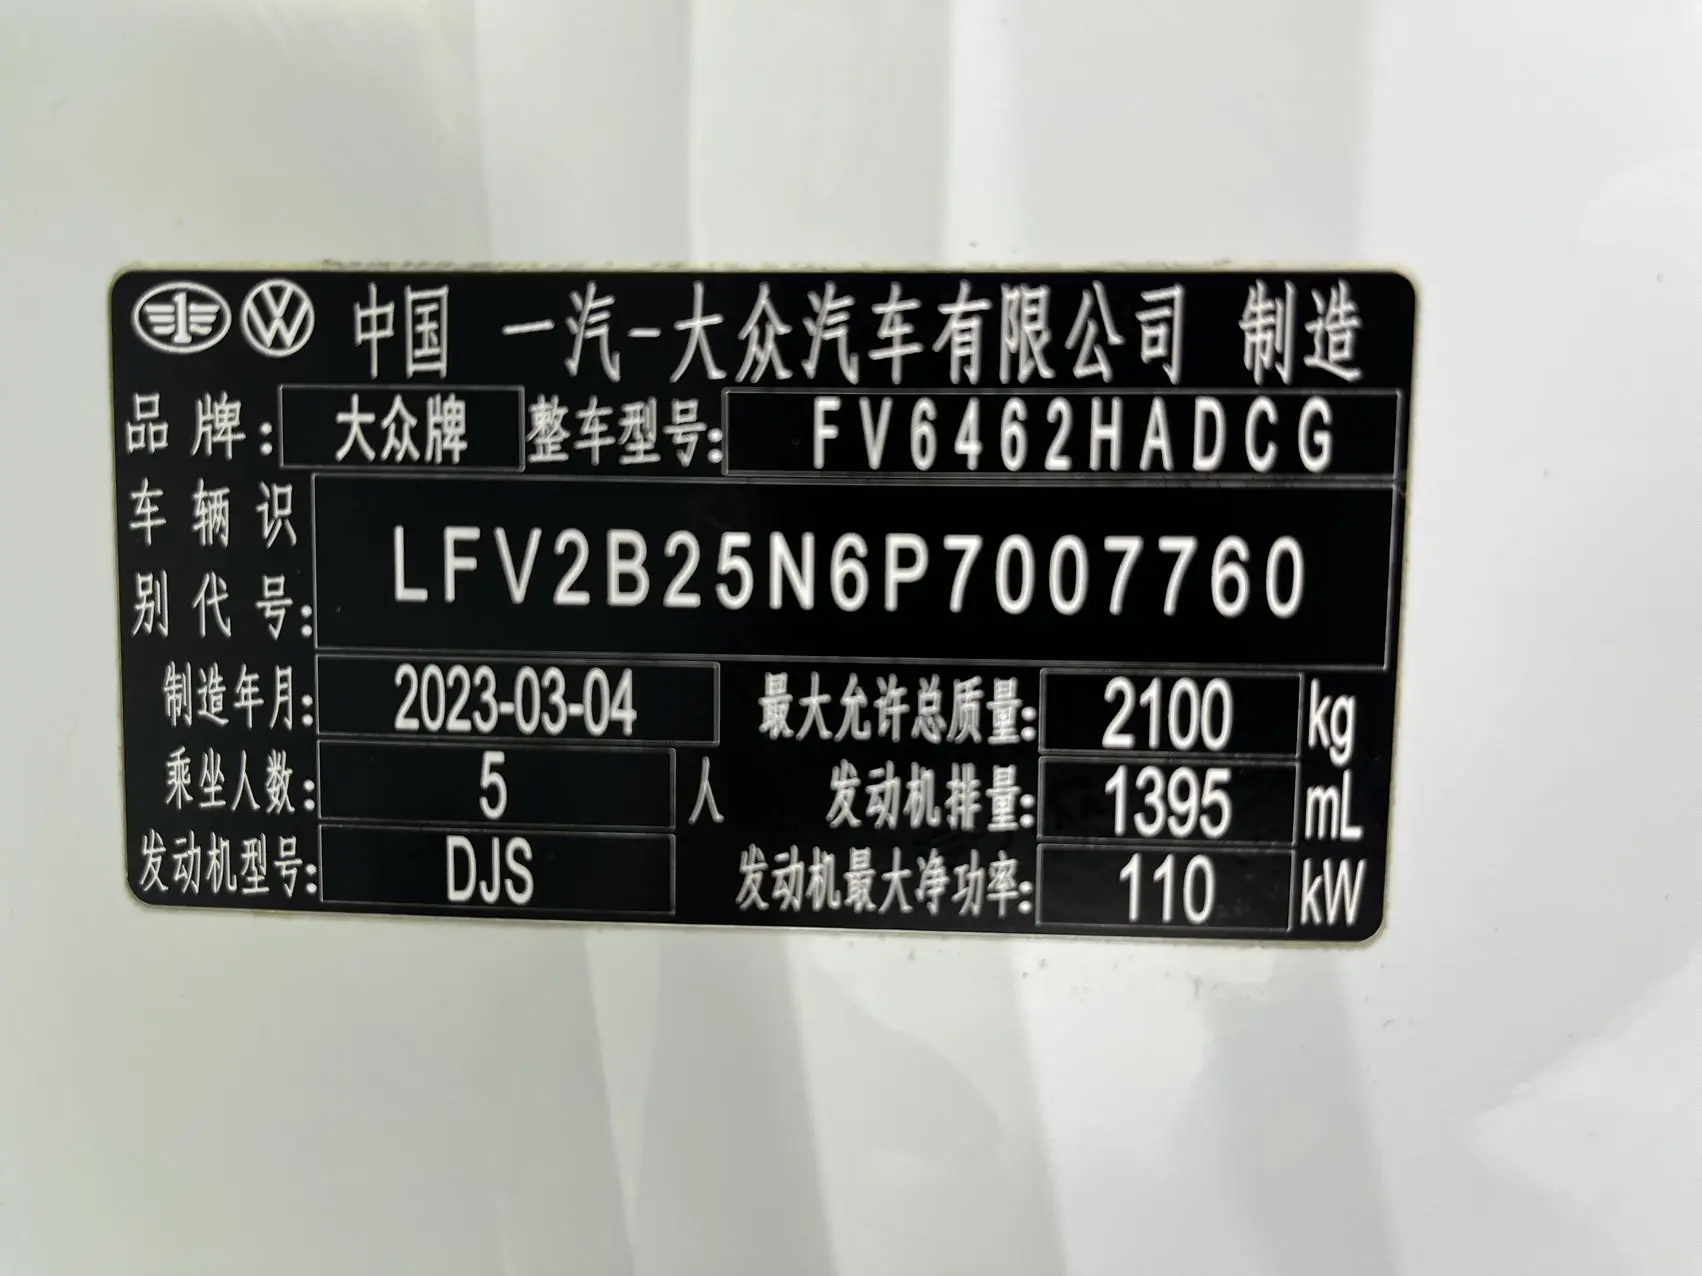 中国 一汽-大众汽车有限公司 制造
品牌: 大众牌 整车型号: FV6462HADCG
车辆识
别代号: LFV2B25N6P7007760
制造年月: 2023-03-04 最大允许总质量: 2100 kg
乘坐人数: 5 人 发动机排量: 1395 mL
发动机型号: DJS 发动机最大净功率: 110 kW